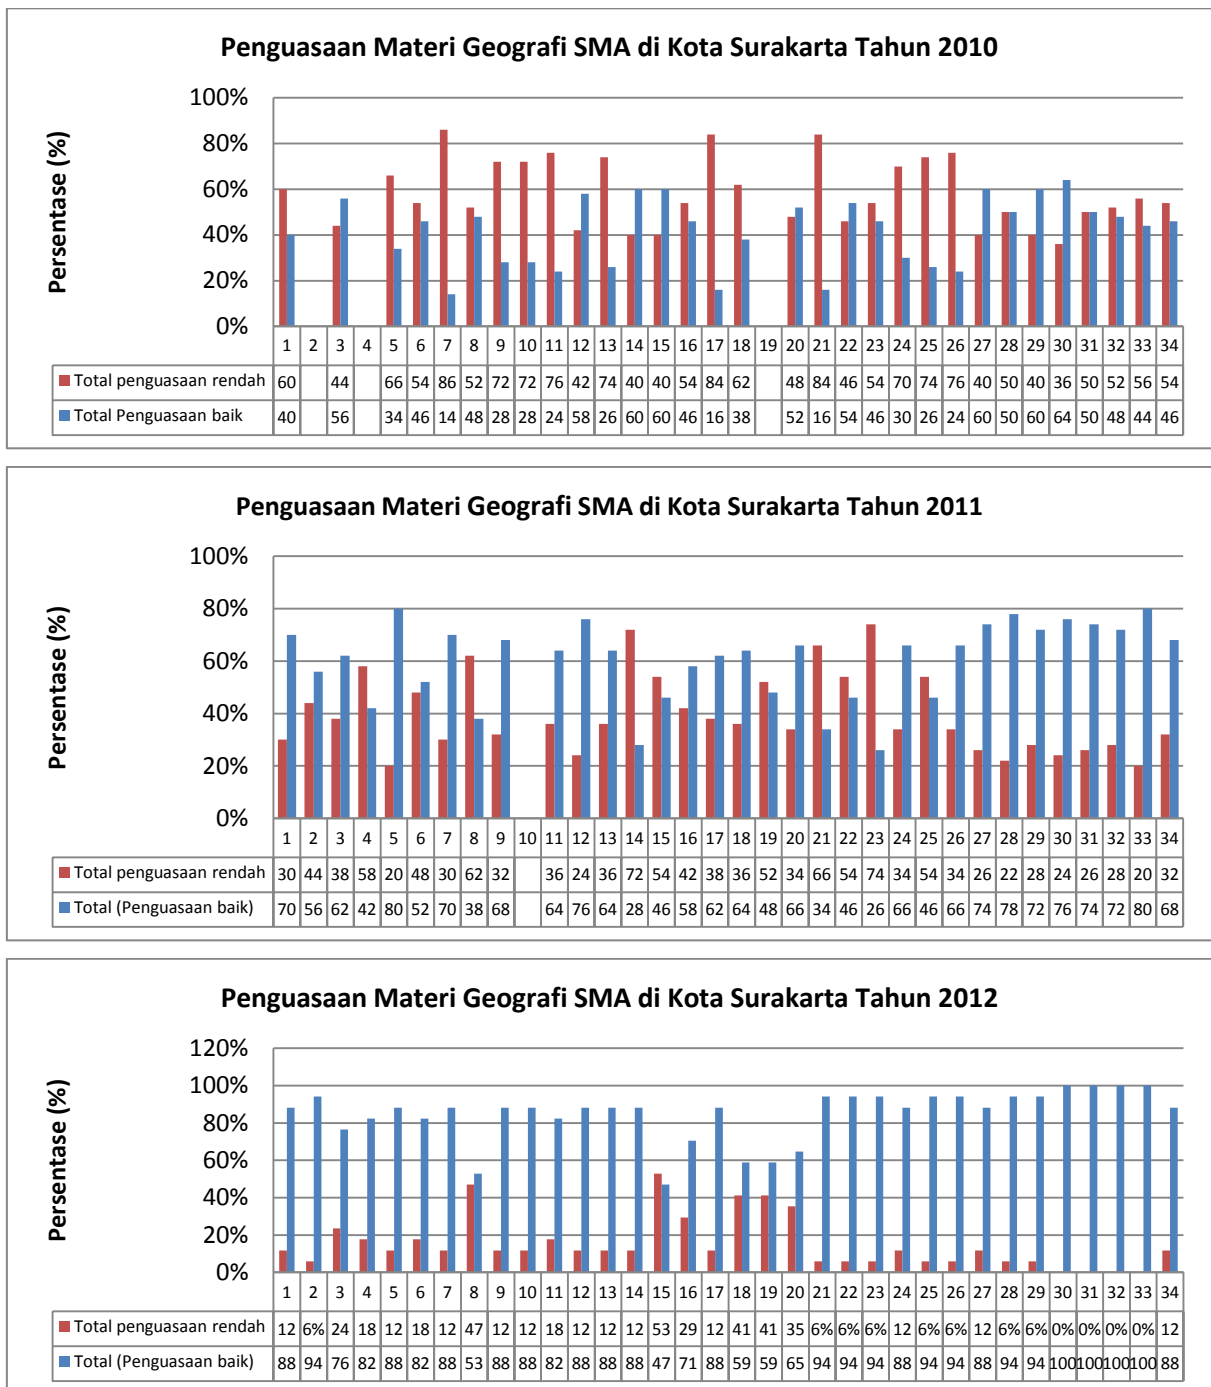 Penguasaan Materi Geografi SMA di Kota Surakarta Tahun 2010
Persentase (%)
100%
80%
60%
40%
20%
0%
1 2 3 4 5 6 7 8 9 10 11 12 13 14 15 16 17 18 19 20 21 22 23 24 25 26 27 28 29 30 31 32 33 34
Total penguasaan rendah 60 44 66 54 86 52 72 72 76 42 74 40 40 54 84 62 48 84 46 54 70 74 76 40 50 40 36 50 52 56 54
Total Penguasaan baik 40 56 34 46 14 48 28 28 24 58 26 60 60 46 16 38 52 16 54 46 30 26 24 60 50 60 64 50 48 44 46
Penguasaan Materi Geografi SMA di Kota Surakarta Tahun 2011
Persentase (%)
100%
80%
60%
40%
20%
0%
1 2 3 4 5 6 7 8 9 10 11 12 13 14 15 16 17 18 19 20 21 22 23 24 25 26 27 28 29 30 31 32 33 34
Total penguasaan rendah 30 44 38 58 20 48 30 62 32 36 24 36 72 54 42 38 36 52 34 66 54 74 34 54 34 26 22 28 24 26 28 20 32
Total (Penguasaan baik) 70 56 62 42 80 52 70 38 68 64 76 64 28 46 58 62 64 48 66 34 46 26 66 46 66 74 78 72 76 74 72 80 68
Penguasaan Materi Geografi SMA di Kota Surakarta Tahun 2012
Persentase (%)
120%
100%
80%
60%
40%
20%
0%
1 2 3 4 5 6 7 8 9 10 11 12 13 14 15 16 17 18 19 20 21 22 23 24 25 26 27 28 29 30 31 32 33 34
Total penguasaan rendah 12 6% 24 18 12 18 12 47 12 12 18 12 12 12 53 29 12 41 41 35 6% 6% 6% 12 6% 6% 12 6% 6% 0% 0% 0% 0% 12
Total (Penguasaan baik) 88 94 76 82 88 82 88 53 88 88 82 88 88 88 47 71 88 59 59 65 94 94 94 88 94 94 88 94 94 100 100 100 100 88